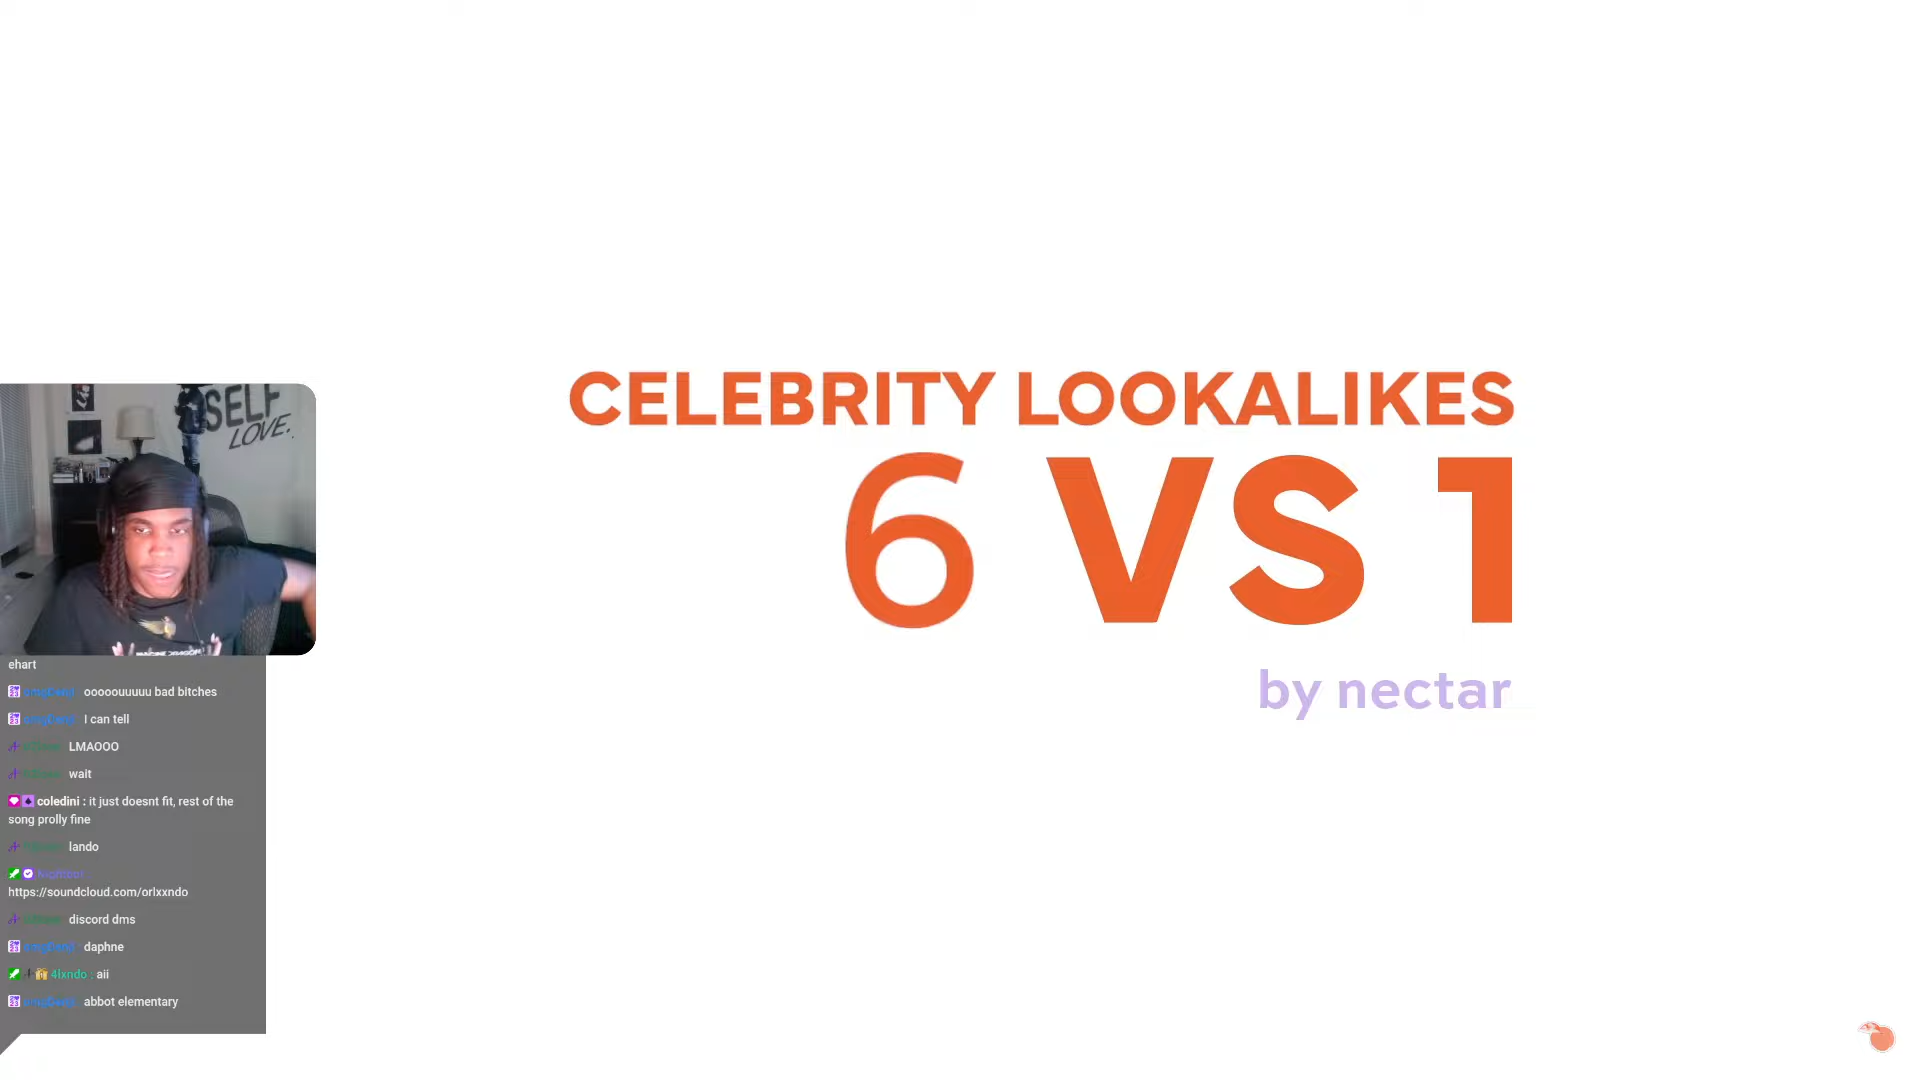 CELEBRITY LOOKALIKES
6 VS 1
by nectar
SELF
LOVE.
ehart
ooooouuuuu bad bitches
I can tell
LMAOOO
wait
coledini : it just doesnt fit, rest of the
song prolly fine
lando
https://soundcloud.com/orlxxndo
discord dms
daphne
4lxndo : aii
abbot elementary